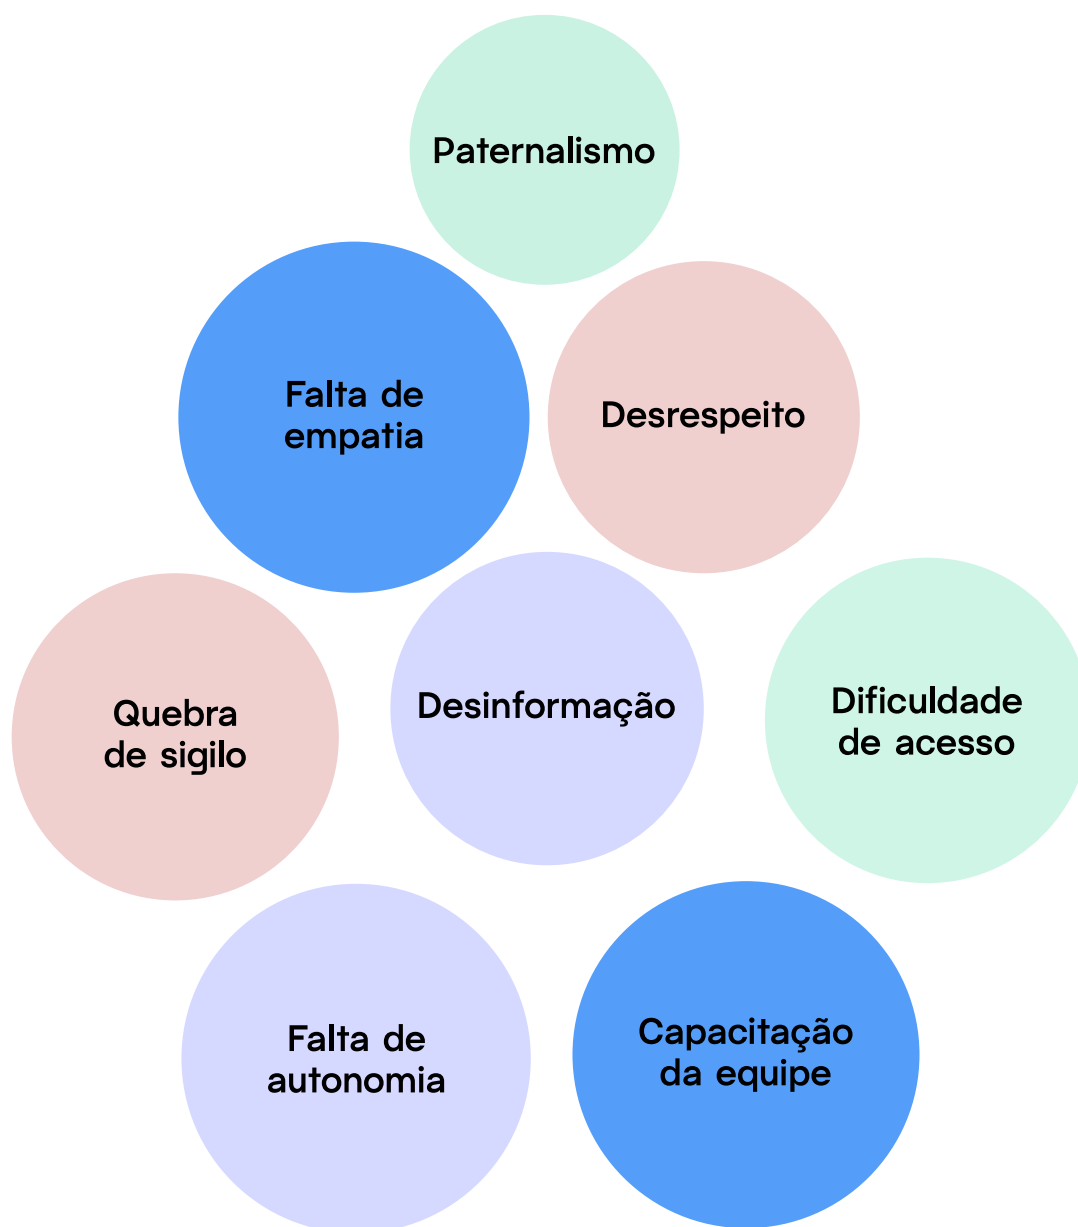 Paternalismo
Falta de
empatia
Desrespeito
Quebra
de sigilo
Desinformação
Dificuldade
de acesso
Falta de
autonomia
Capacitação
da equipe